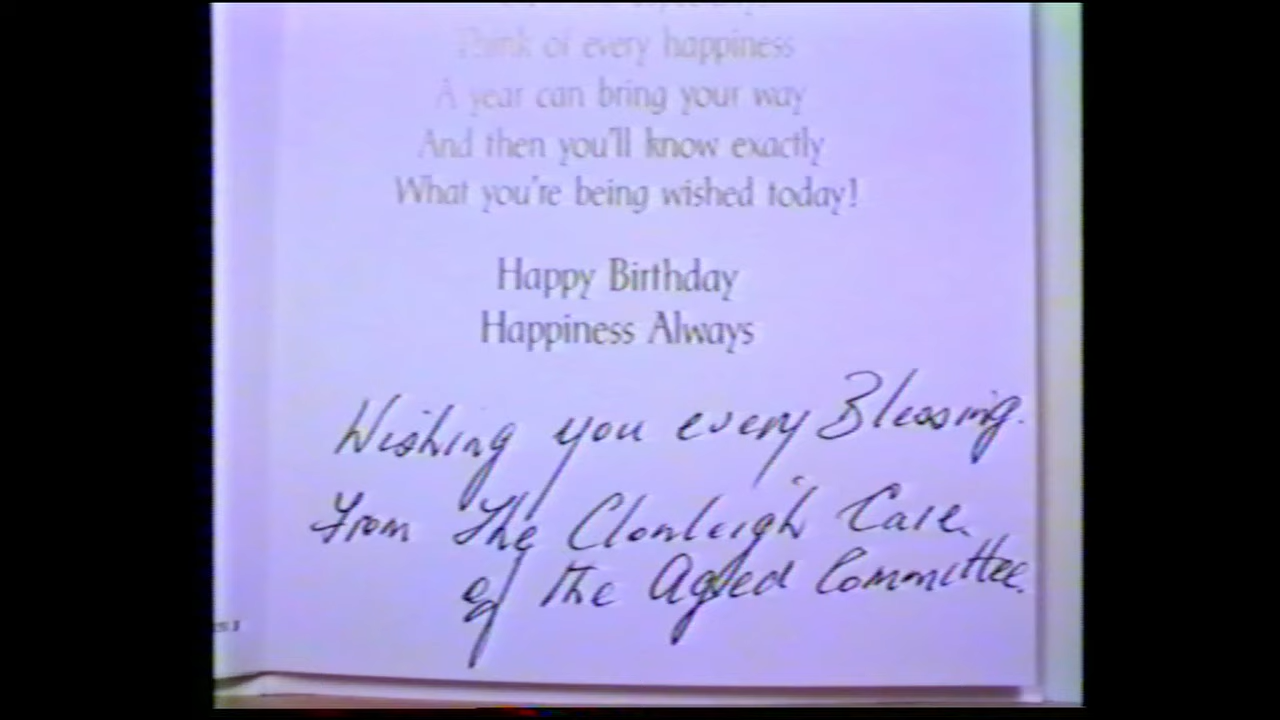 Think of every happiness
A year can bring your way
And then you'll know exactly
What you're being wished today!
Happy Birthday
Happiness Always
Wishing you every Blessing.
From The Clonleigh Care
of The Aged Committee.